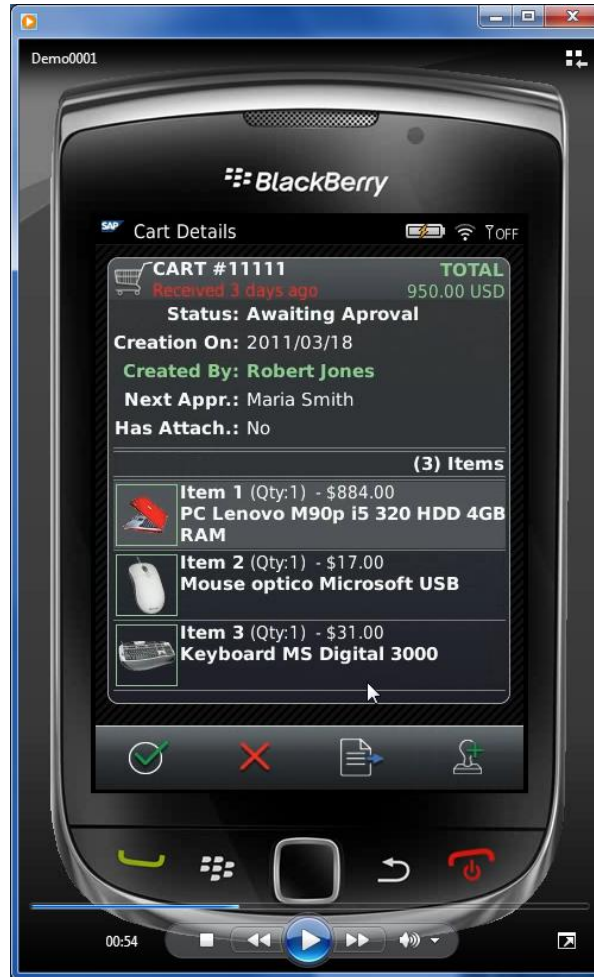 Demo0001
BlackBerry
SAP Cart Details OFF
CART #11111 TOTAL
Received 3 days ago 950.00 USD
Status: Awaiting Aproval
Creation On: 2011/03/18
Created By: Robert Jones
Next Appr.: Maria Smith
Has Attach.: No
(3) Items
Item 1 (Qty:1) - $884.00
PC Lenovo M90p i5 320 HDD 4GB
RAM
Item 2 (Qty:1) - $17.00
Mouse optico Microsoft USB
Item 3 (Qty:1) - $31.00
Keyboard MS Digital 3000
00:54